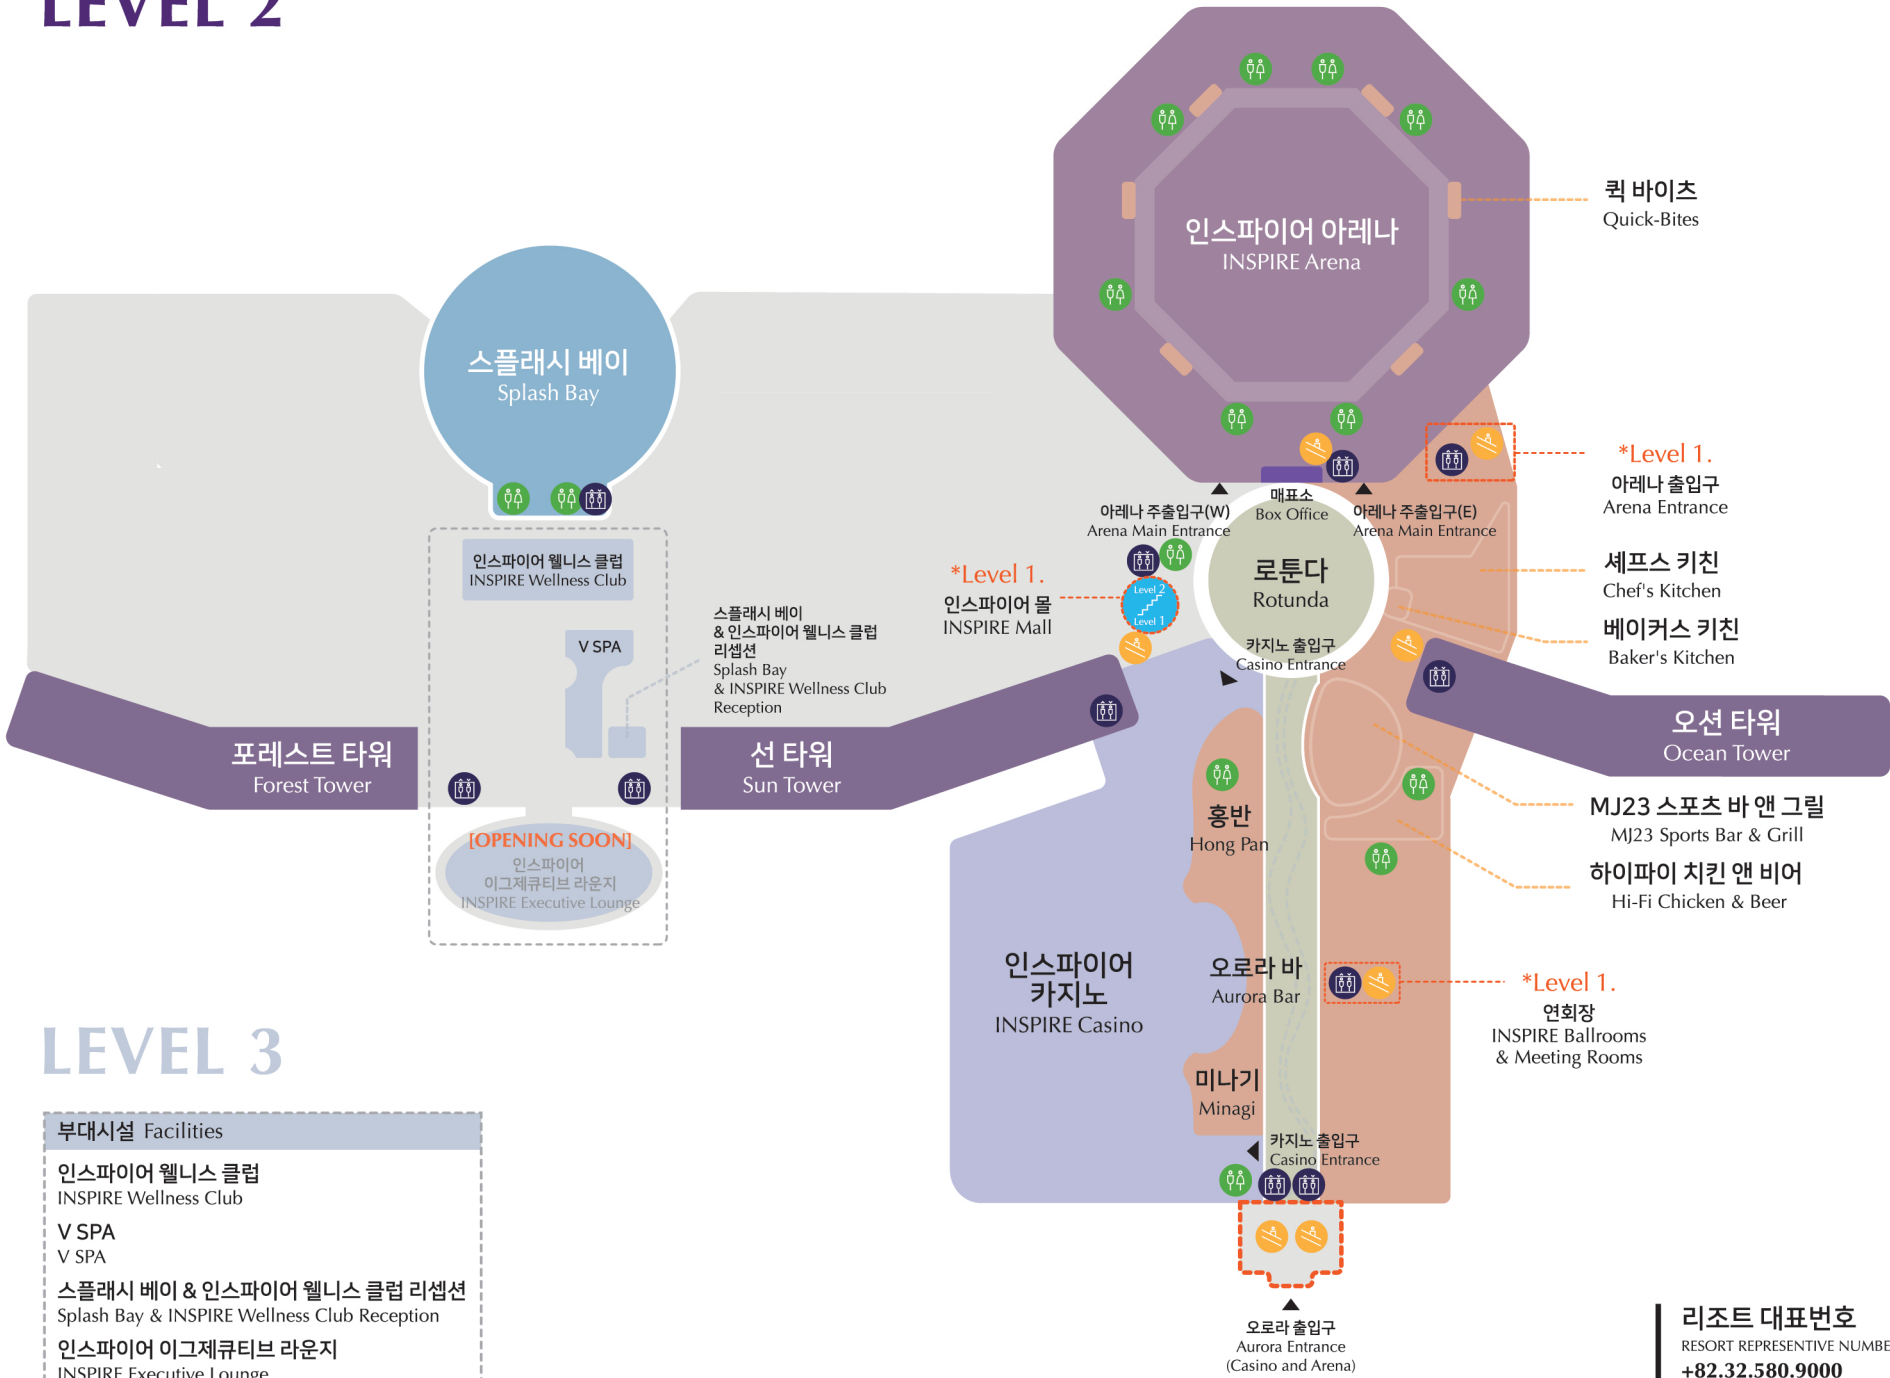 LEVEL 2
퀵 바이츠
Quick-Bites
인스파이어 아레나
INSPIRE Arena
스플래시 베이
Splash Bay
*Level 1.
아레나 출입구
Arena Entrance
매표소
Box Office
아레나 주출입구(W)
Arena Main Entrance
아레나 주출입구(E)
Arena Main Entrance
인스파이어 웰니스 클럽
INSPIRE Wellness Club
*Level 1.
인스파이어 몰
INSPIRE Mall
Level 2
Level 1
로툰다
Rotunda
셰프스 키친
Chef's Kitchen
베이커스 키친
Baker's Kitchen
V SPA
스플래시 베이
& 인스파이어 웰니스 클럽
리셉션
Splash Bay
& INSPIRE Wellness Club
Reception
카지노 출입구
Casino Entrance
포레스트 타워
Forest Tower
선 타워
Sun Tower
오션 타워
Ocean Tower
홍반
Hong Pan
MJ23 스포츠 바 앤 그릴
MJ23 Sports Bar & Grill
[OPENING SOON]
인스파이어
이그제큐티브 라운지
INSPIRE Executive Lounge
하이파이 치킨 앤 비어
Hi-Fi Chicken & Beer
인스파이어
카지노
INSPIRE Casino
오로라 바
Aurora Bar
*Level 1.
연회장
INSPIRE Ballrooms
& Meeting Rooms
미나기
Minagi
카지노 출입구
Casino Entrance
LEVEL 3
부대시설 Facilities
인스파이어 웰니스 클럽
INSPIRE Wellness Club
V SPA
V SPA
스플래시 베이 & 인스파이어 웰니스 클럽 리셉션
Splash Bay & INSPIRE Wellness Club Reception
인스파이어 이그제큐티브 라운지
INSPIRE Executive Lounge
오로라 출입구
Aurora Entrance
(Casino and Arena)
리조트 대표번호
RESORT REPRESENTIVE NUMBE
+82.32.580.9000